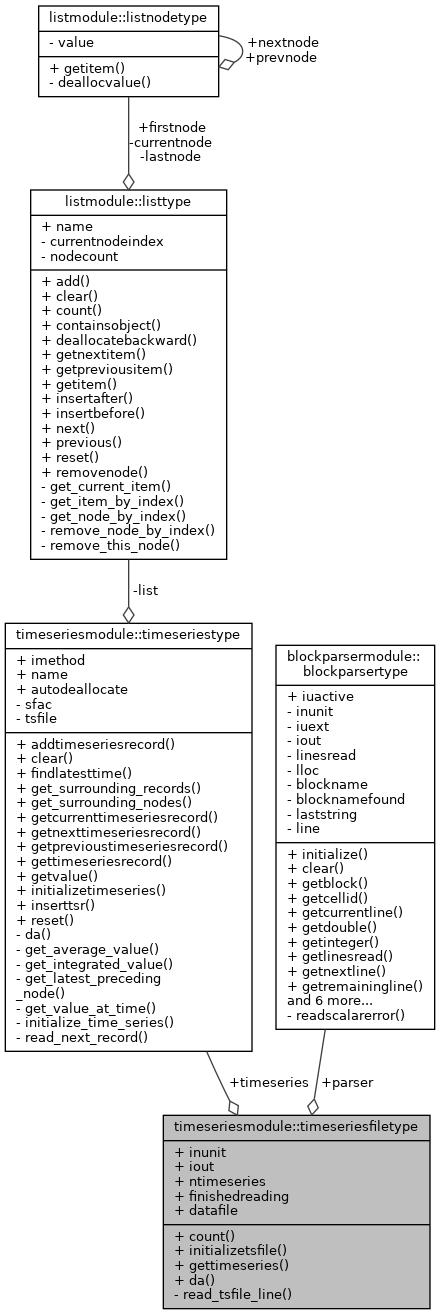 listmodule::listnodetype
- value
+ getitem()
- deallocvalue()
+nextnode
+prevnode
+firstnode
-currentnode
-lastnode
listmodule::listtype
+ name
- currentnodeindex
- nodecount
+ add()
+ clear()
+ count()
+ containsobject()
+ deallocatebackward()
+ getnextitem()
+ getpreviousitem()
+ getitem()
+ insertafter()
+ insertbefore()
+ next()
+ previous()
+ reset()
+ removenode()
- get_current_item()
- get_item_by_index()
- get_node_by_index()
- remove_node_by_index()
- remove_this_node()
-list
timeseriesmodule::timeseriestype
+ imethod
+ name
+ autodeallocate
- sfac
- tsfile
+ addtimeseriesrecord()
+ clear()
+ findlatesttime()
+ get_surrounding_records()
+ get_surrounding_nodes()
+ getcurrenttimeseriesrecord()
+ getnexttimeseriesrecord()
+ getprevioustimeseriesrecord()
+ gettimeseriesrecord()
+ getvalue()
+ initializetimeseries()
+ inserttsr()
+ reset()
- da()
- get_average_value()
- get_integrated_value()
- get_latest_preceding
_node()
- get_value_at_time()
- initialize_time_series()
- read_next_record()
blockparsermodule::
blockparsertype
+ iuactive
- inunit
- iuext
- iout
- linesread
- lloc
- blockname
- blocknamefound
- laststring
- line
+ initialize()
+ clear()
+ getblock()
+ getcellid()
+ getcurrentline()
+ getdouble()
+ getinteger()
+ getlinesread()
+ getnextline()
+ getremainingline()
and 6 more...
- readscalarerror()
+timeseries
+parser
timeseriesmodule::timeseriesfiletype
+ inunit
+ iout
+ ntimeseries
+ finishedreading
+ datafile
+ count()
+ initializetsfile()
+ gettimeseries()
+ da()
- read_tsfile_line()